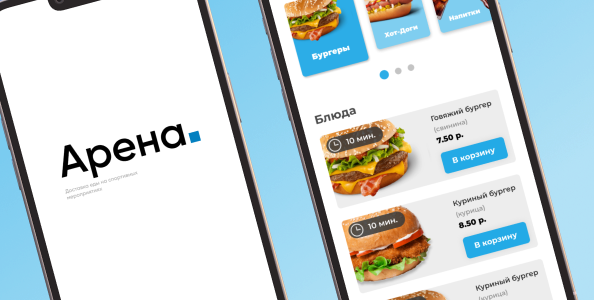 Арена
Доставка еды на спортивных
мероприятиях
Бургеры
Хот-Доги
Напитки
Блюда
10 мин.
Говяжий бургер
(свинина)
7.50 р.
В корзину
10 мин.
Куриный бургер
(курица)
8.50 р.
В корзину
Куриный бургер
(курица)